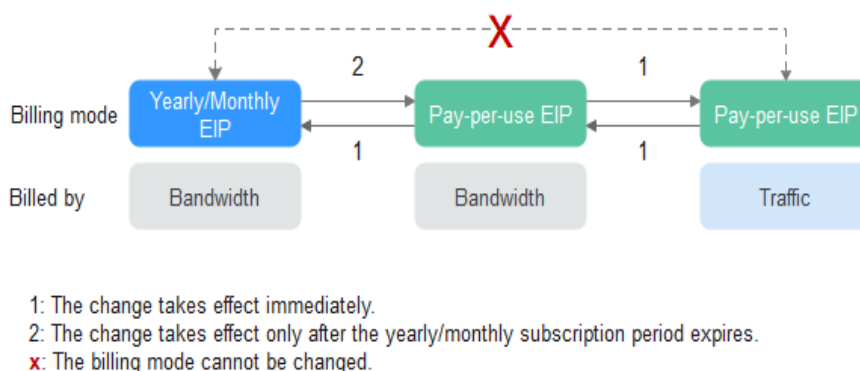 X
2
1
Billing mode
Yearly/Monthly
EIP
Pay-per-use EIP
Pay-per-use EIP
1
1
Billed by
Bandwidth
Bandwidth
Traffic
1: The change takes effect immediately.
2: The change takes effect only after the yearly/monthly subscription period expires.
x: The billing mode cannot be changed.